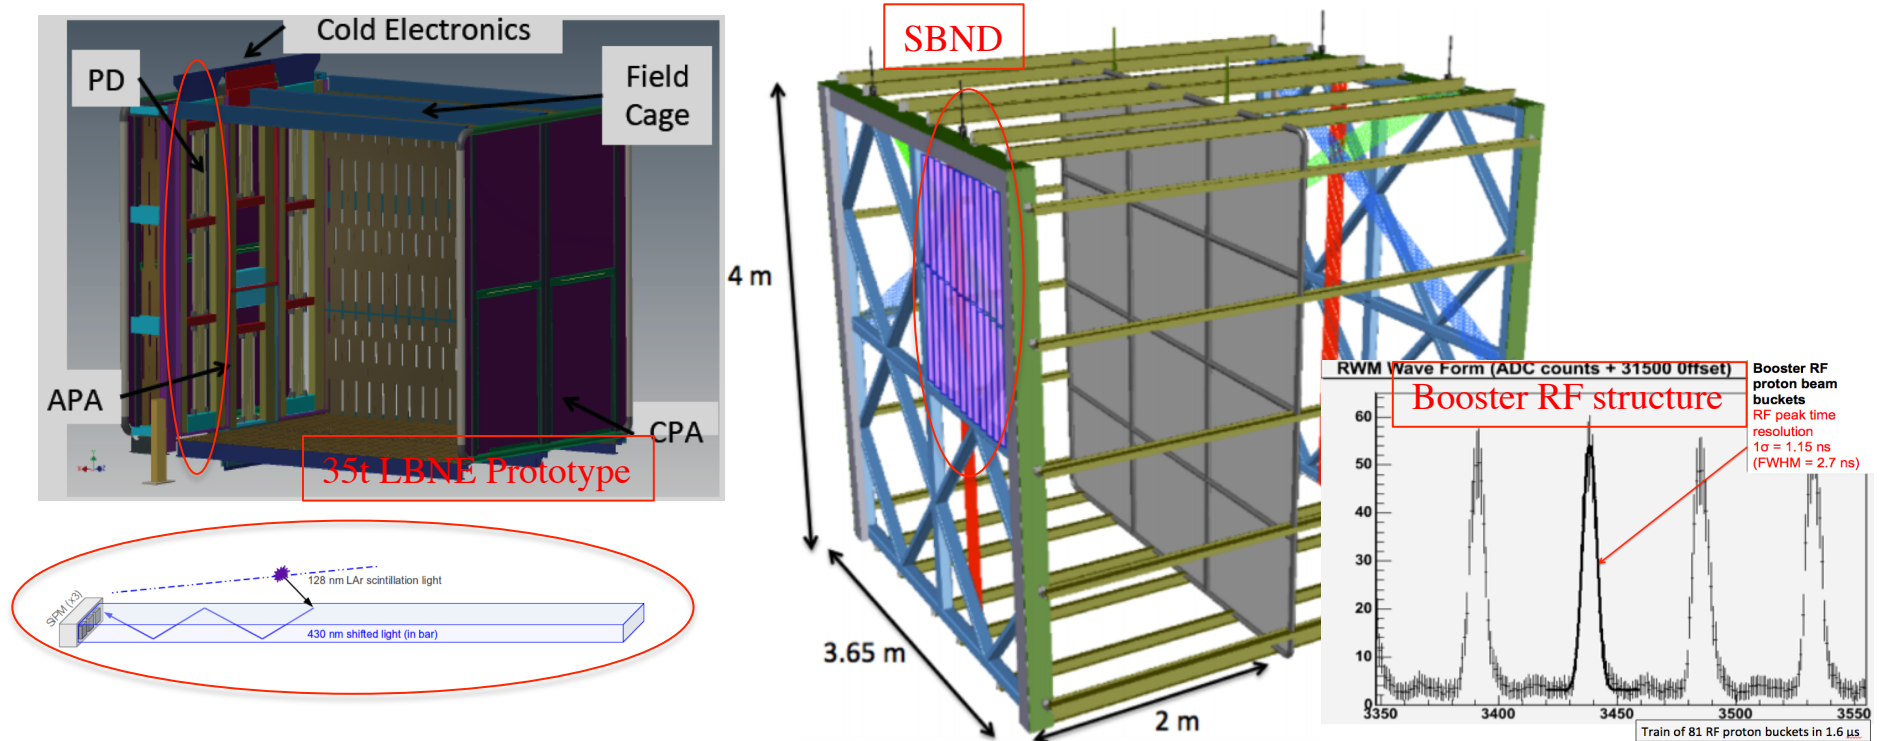 Cold Electronics
PD
Field
Cage
APA
CPA
35t LBNE Prototype
SiPM (x3)
128 nm LAr scintillation light
430 nm shifted light (in bar)
SBND
4 m
3.65 m
2 m
RWM Wave Form (ADC counts + 31500 0ffset)
Booster RF structure
Booster RF
proton beam
buckets
RF peak time
resolution
1σ = 1.15 ns
(FWHM = 2.7 ns)
60
50
40
30
20
10
0
3350
3400
3450
3500
3550
Train of 81 RF proton buckets in 1.6 μs